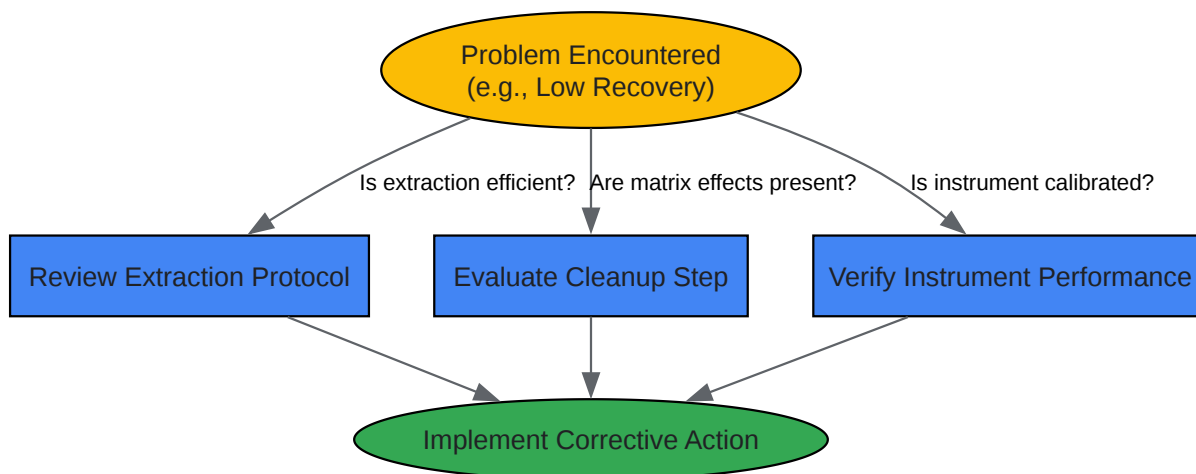 Problem Encountered
(e.g., Low Recovery)
Is extraction efficient?
Are matrix effects present?
Is instrument calibrated?
Review Extraction Protocol
Evaluate Cleanup Step
Verify Instrument Performance
Implement Corrective Action